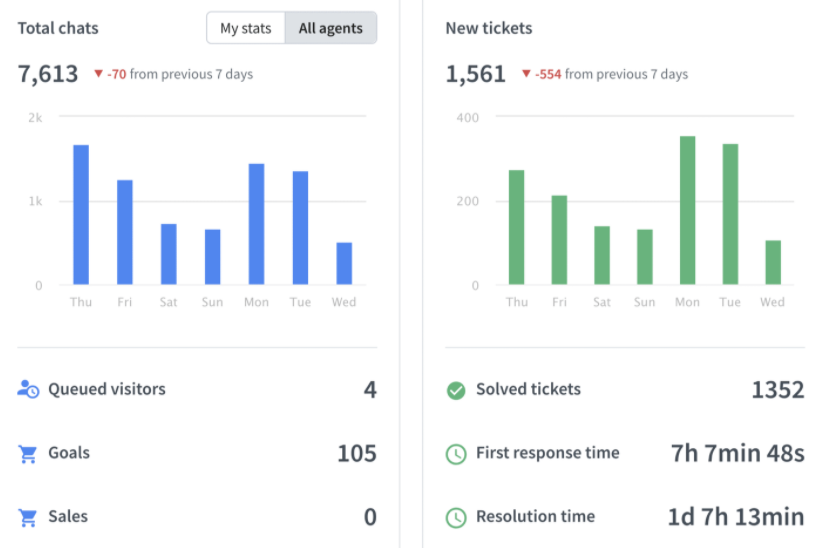 Total chats
My stats
All agents
7,613
▼ -70 from previous 7 days
2k
1k
0
Thu Fri Sat Sun Mon Tue Wed
Queued visitors 4
Goals 105
Sales 0
New tickets
1,561
▼ -554 from previous 7 days
400
200
0
Thu Fri Sat Sun Mon Tue Wed
Solved tickets 1352
First response time 7h 7min 48s
Resolution time 1d 7h 13min